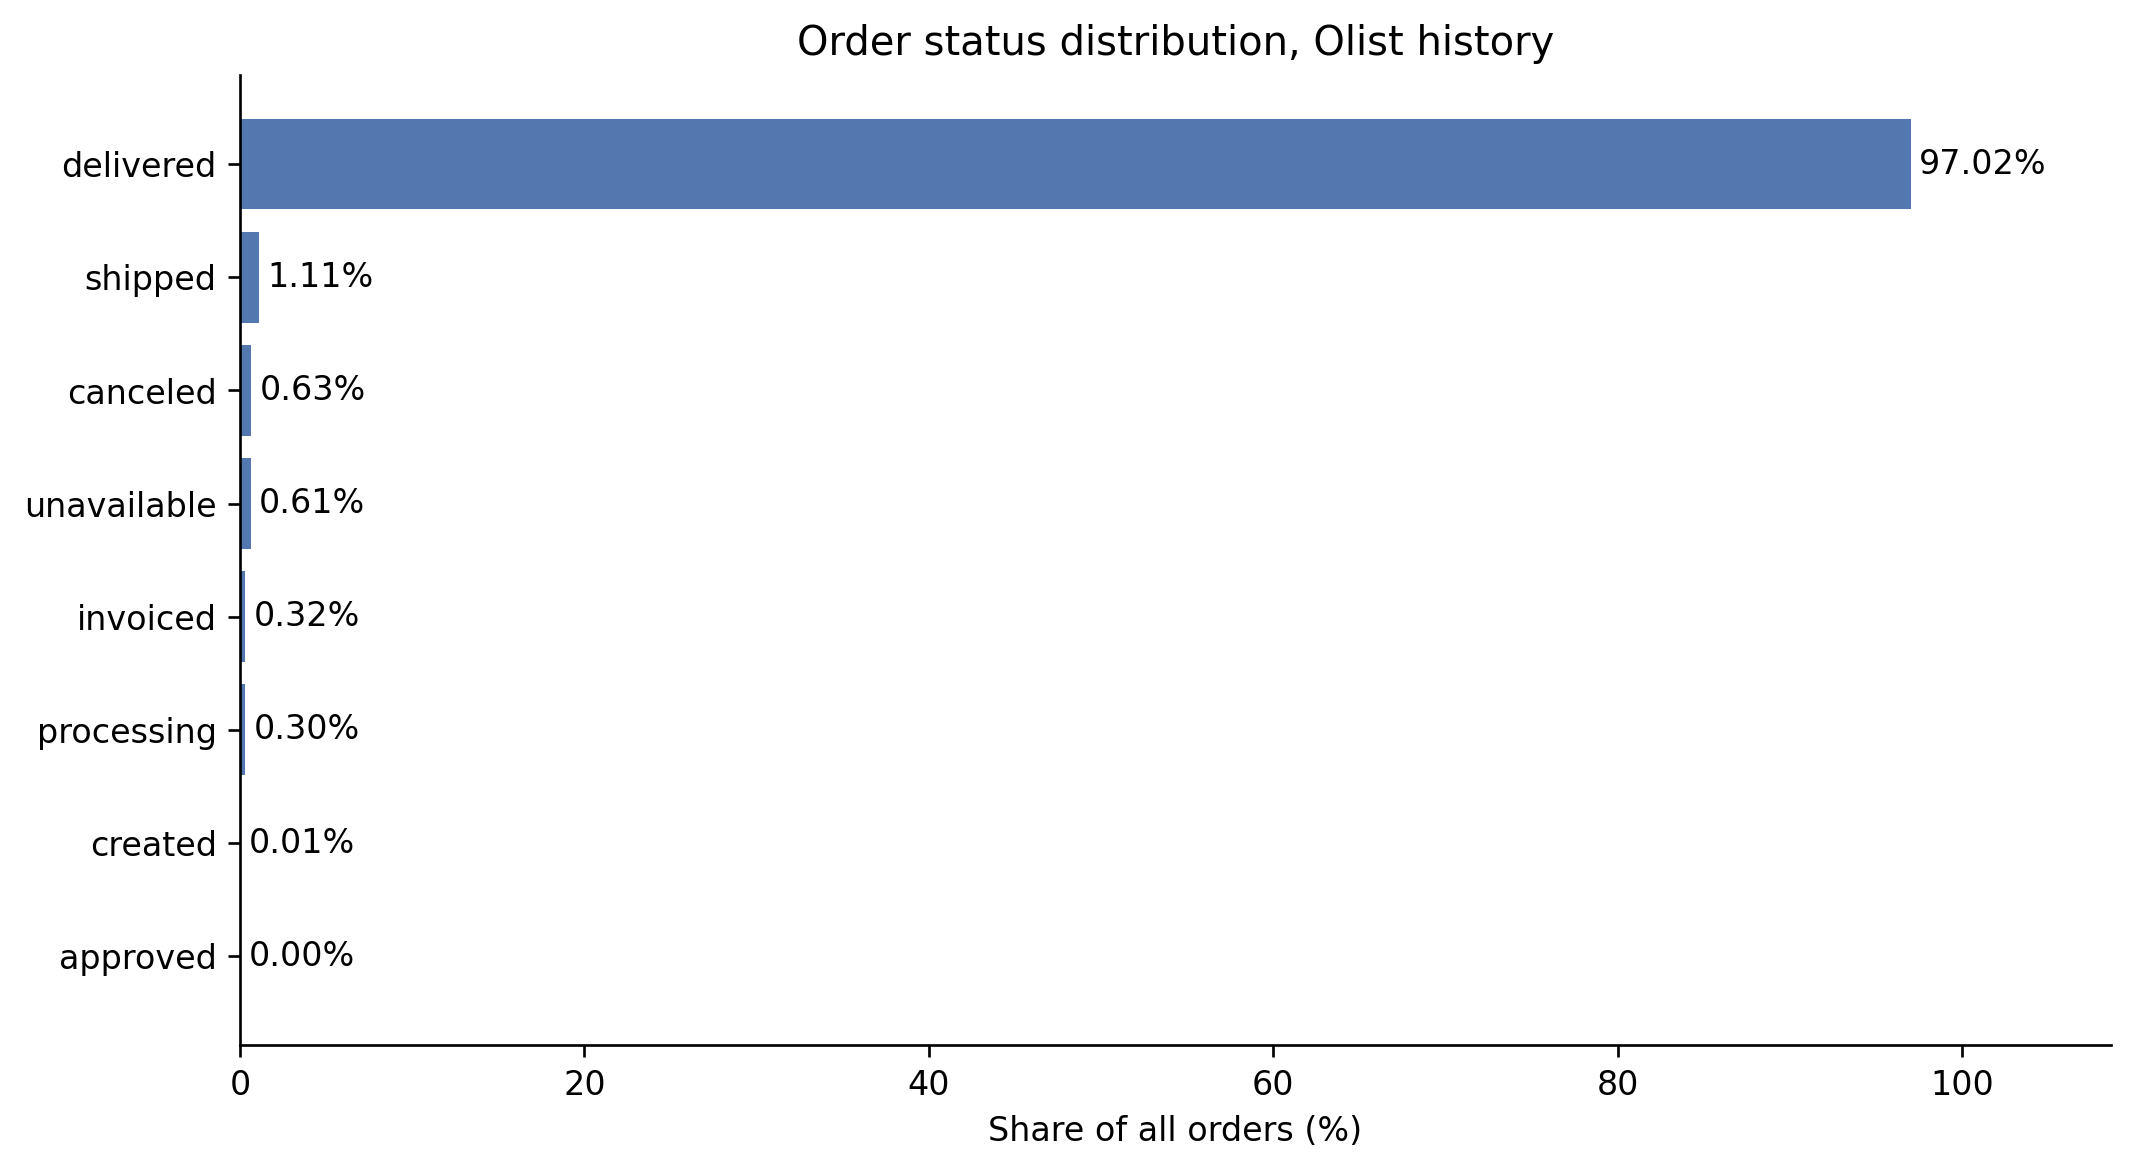 Order status distribution, Olist history
delivered 97.02%
shipped 1.11%
canceled 0.63%
unavailable 0.61%
invoiced 0.32%
processing 0.30%
created 0.01%
approved 0.00%
0 20 40 60 80 100
Share of all orders (%)